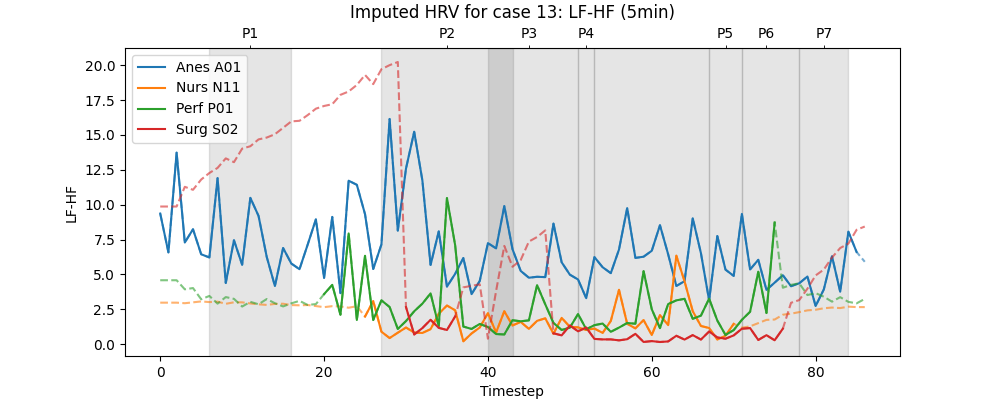 Imputed HRV for case 13: LF-HF (5min)
P1 P2 P3 P4 P5 P6 P7
Anes A01
Nurs N11
Perf P01
Surg S02
LF-HF
20.0
17.5
15.0
12.5
10.0
7.5
5.0
2.5
0.0
0 20 40 60 80
Timestep